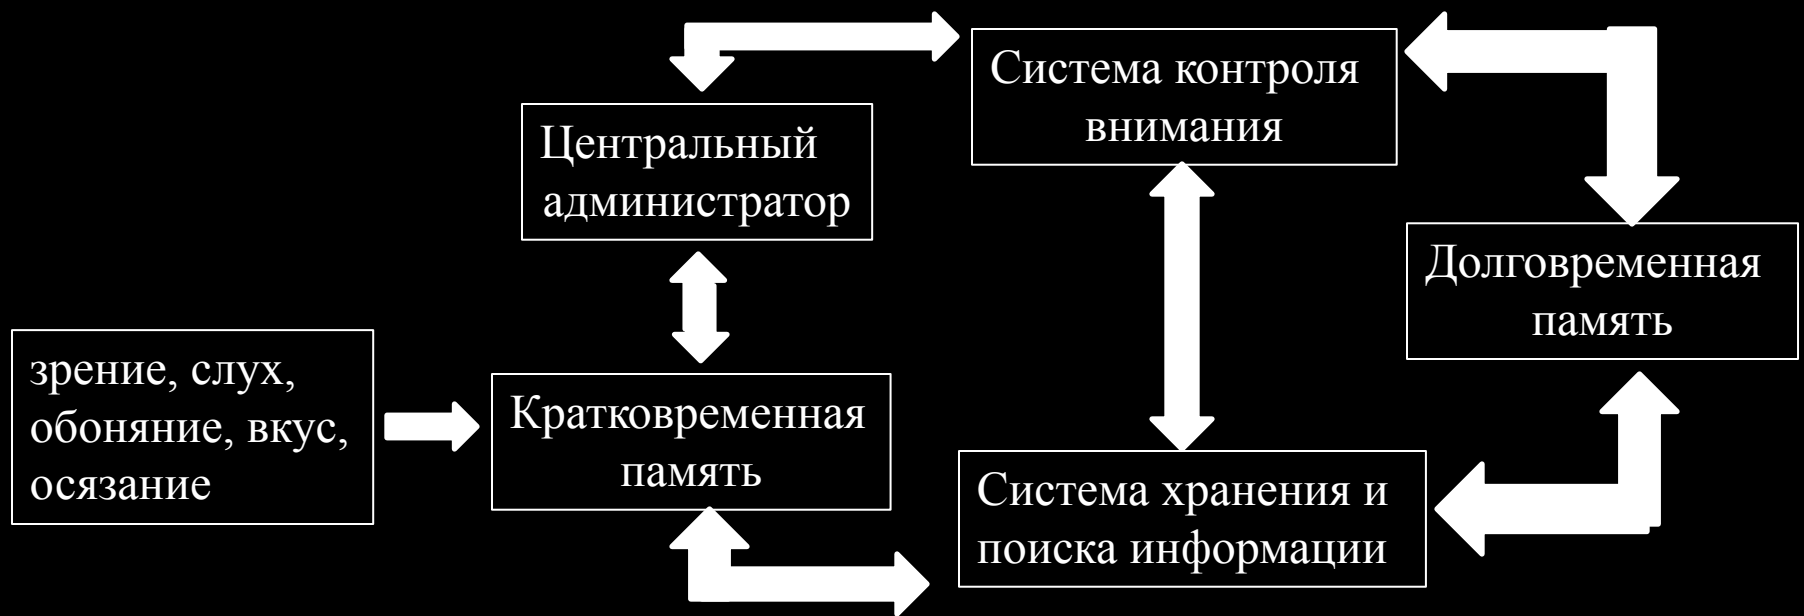 Система контроля
внимания
Центральный
администратор
Долговременная
память
зрение, слух,
обоняние, вкус,
осязание
Кратковременная
память
Система хранения и
поиска информации